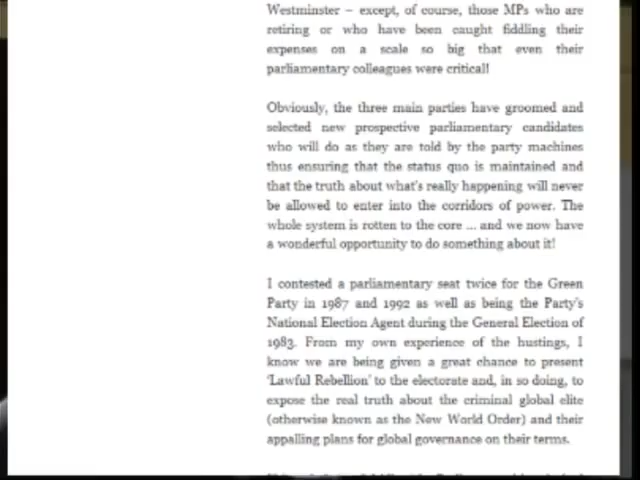 Westminster – except, of course, those MPs who are
retiring or who have been caught fiddling their
expenses on a scale so big that even their
parliamentary colleagues were critical!
Obviously, the three main parties have groomed and
selected new prospective parliamentary candidates
who will do as they are told by the party machines
thus ensuring that the status quo is maintained and
that the truth about what's really happening will never
be allowed to enter into the corridors of power. The
whole system is rotten to the core ... and we now have
a wonderful opportunity to do something about it!
I contested a parliamentary seat twice for the Green
Party in 1987 and 1992 as well as being the Party's
National Election Agent during the General Election of
1983. From my own experience of the hustings, I
know we are being given a great chance to present
'Lawful Rebellion' to the electorate and, in so doing, to
expose the real truth about the criminal global elite
(otherwise known as the New World Order) and their
appalling plans for global governance on their terms.